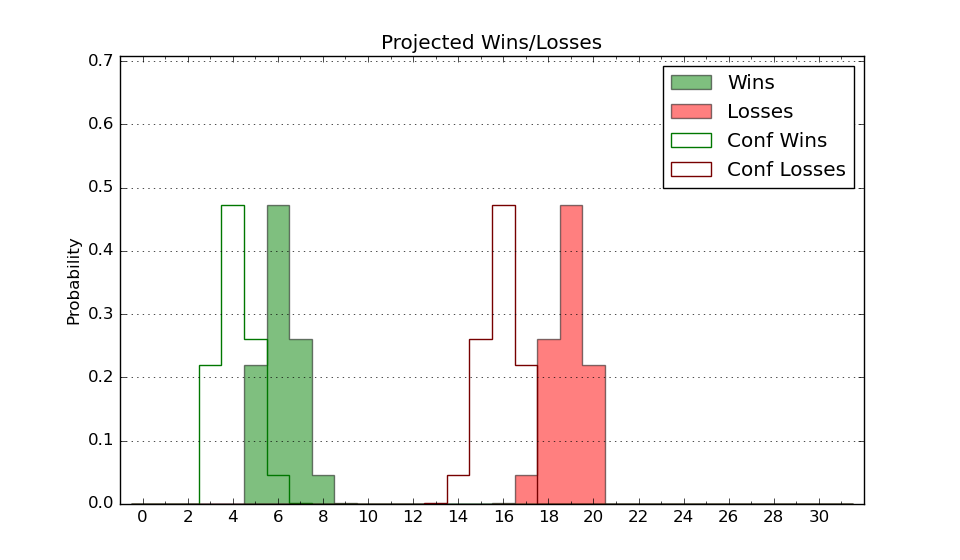 Projected Wins/Losses
Wins
Losses
Conf Wins
Conf Losses
Probability
0.7
0.6
0.5
0.4
0.3
0.2
0.1
0.0
0 2 4 6 8 10 12 14 16 18 20 22 24 26 28 30